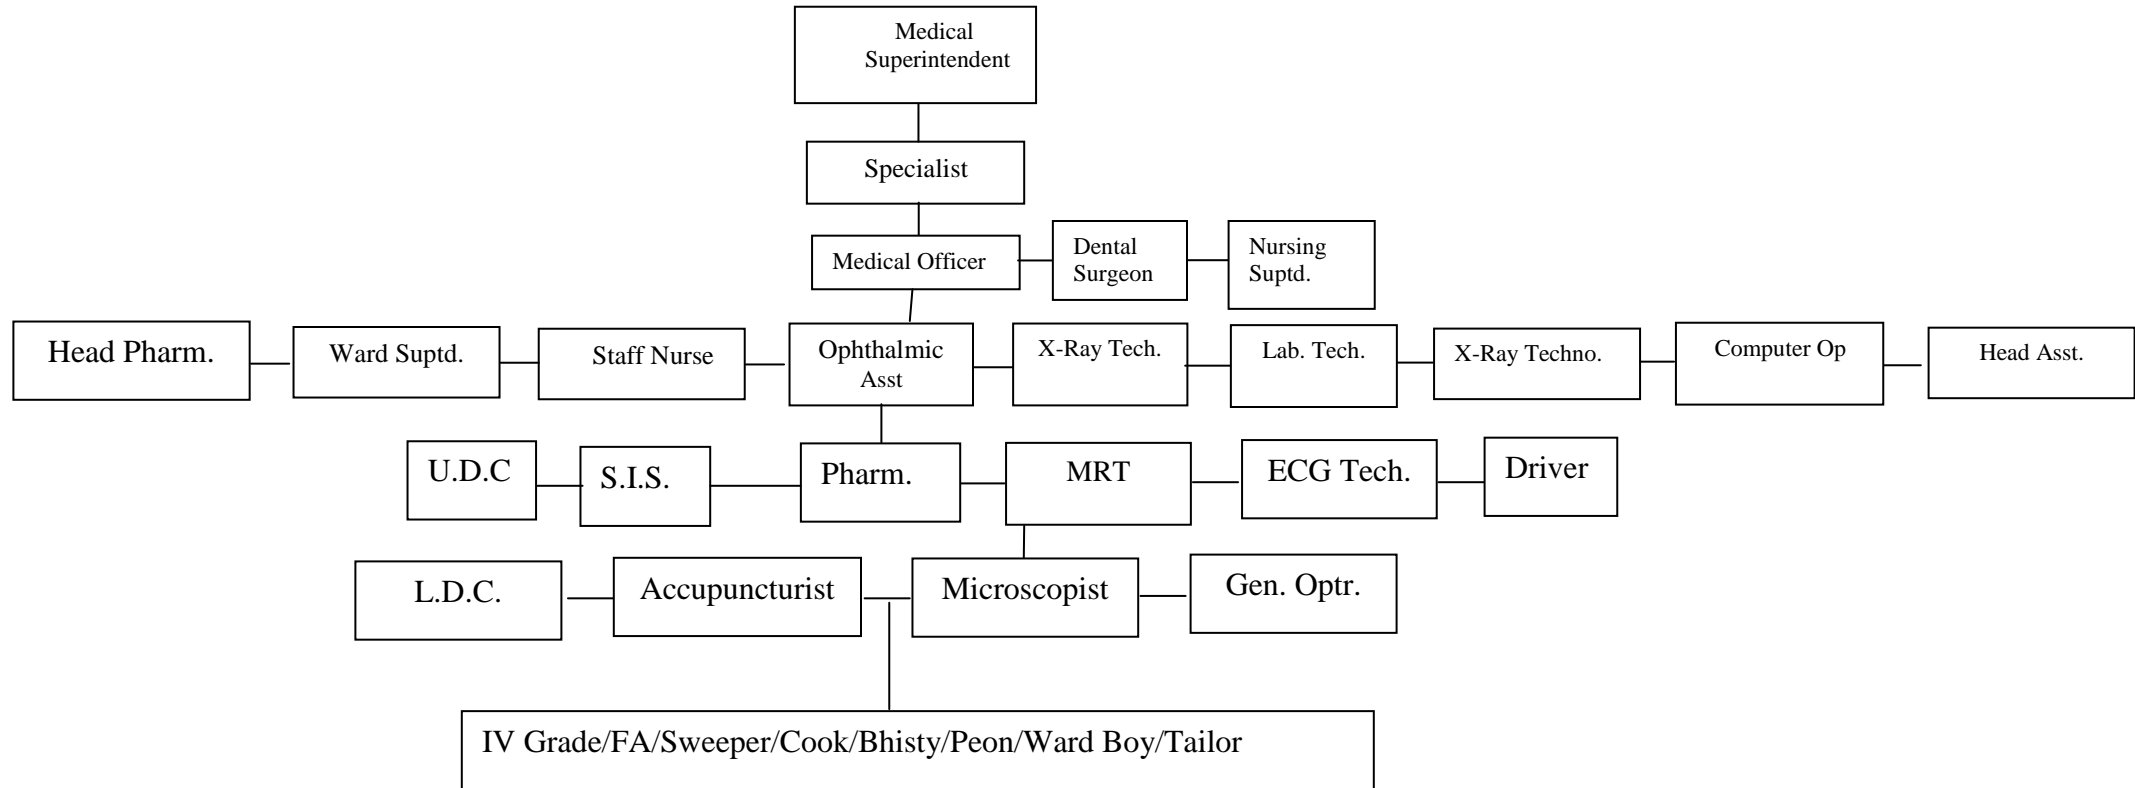 Medical
Superintendent
Specialist
Medical Officer
Dental
Surgeon
Nursing
Suptd.
Head Pharm.
Ward Suptd.
Staff Nurse
Ophthalmic
Asst
X-Ray Tech.
Lab. Tech.
X-Ray Techno.
Computer Op
Head Asst.
U.D.C
S.I.S.
Pharm.
MRT
ECG Tech.
Driver
L.D.C.
Accupuncturist
Microscopist
Gen. Optr.
IV Grade/FA/Sweeper/Cook/Bhisty/Peon/Ward Boy/Tailor